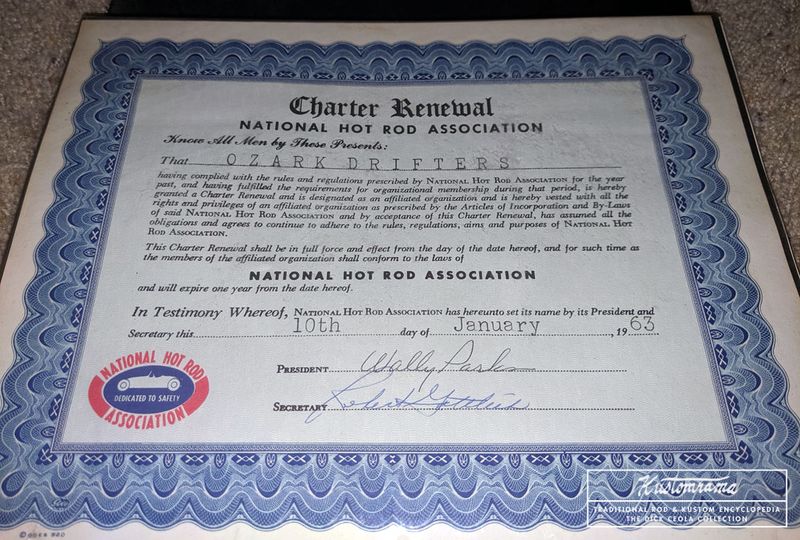 Charter Renewal
NATIONAL HOT ROD ASSOCIATION
Know All Men by These Presents:
That OZARK DRIFTERS
having complied with the rules and regulations prescribed by NATIONAL HOT ROD ASSOCIATION for the year
past, and having fulfilled the requirements for organizational membership during that period, is hereby
granted a Charter Renewal and is designated as an affiliated organization and is hereby vested with all the
rights and privileges of an affiliated organization as prescribed by the Articles of Incorporation and By-Laws
of said NATIONAL HOT ROD ASSOCIATION and by acceptance of this Charter Renewal, has assumed all the
obligations and agrees to continue to adhere to the rules, regulations, aims and purposes of NATIONAL HOT
ROD ASSOCIATION.
This Charter Renewal shall be in full force and effect from the day of the date hereof, and for such time as
the members of the affiliated organization shall conform to the laws of
NATIONAL HOT ROD ASSOCIATION
and will expire one year from the date hereof.
In Testimony Whereof, NATIONAL HOT ROD ASSOCIATION has hereunto set its name by its President and
Secretary this 10th day of January, 1963
PRESIDENT Wally Parks
SECRETARY Robert Gottlieb
NATIONAL HOT ROD
DEDICATED TO SAFETY
ASSOCIATION
© GOES 580
Kustomrama
TRADITIONAL ROD & KUSTOM ENCYCLOPEDIA
THE DICK CEOLA COLLECTION